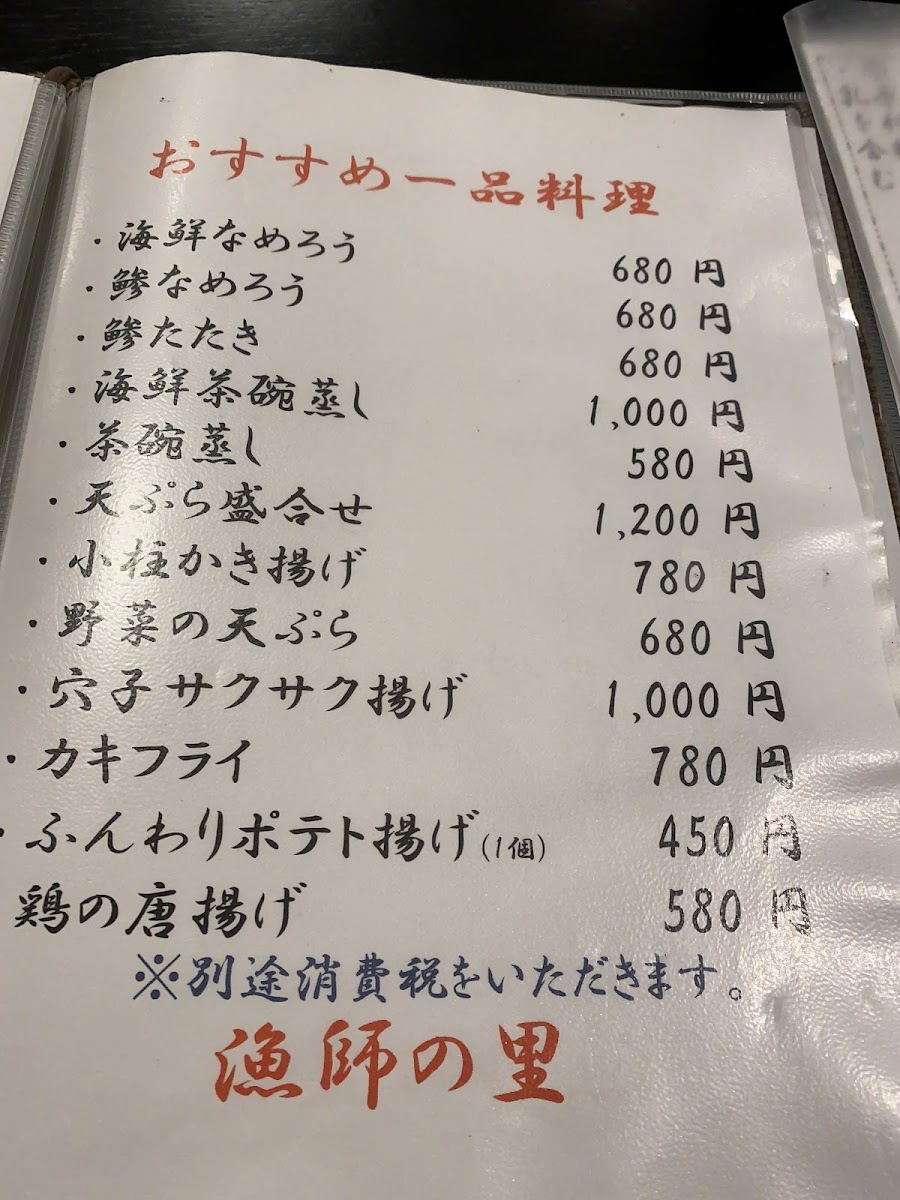 おすすめ一品料理
・海鮮なめろう 680 円
・鯵なめろう 680 円
・鯵たたき 680 円
・海鮮茶碗蒸し 1,000 円
・茶碗蒸し 580 円
・天ぷら盛合せ 1,200 円
・小柱かき揚げ 780 円
・野菜の天ぷら 680 円
・穴子サクサク揚げ 1,000 円
・カキフライ 780 円
・ふんわりポテト揚げ(1個) 450 円
鶏の唐揚げ 580 円
※別途消費税をいただきます。
漁師の里